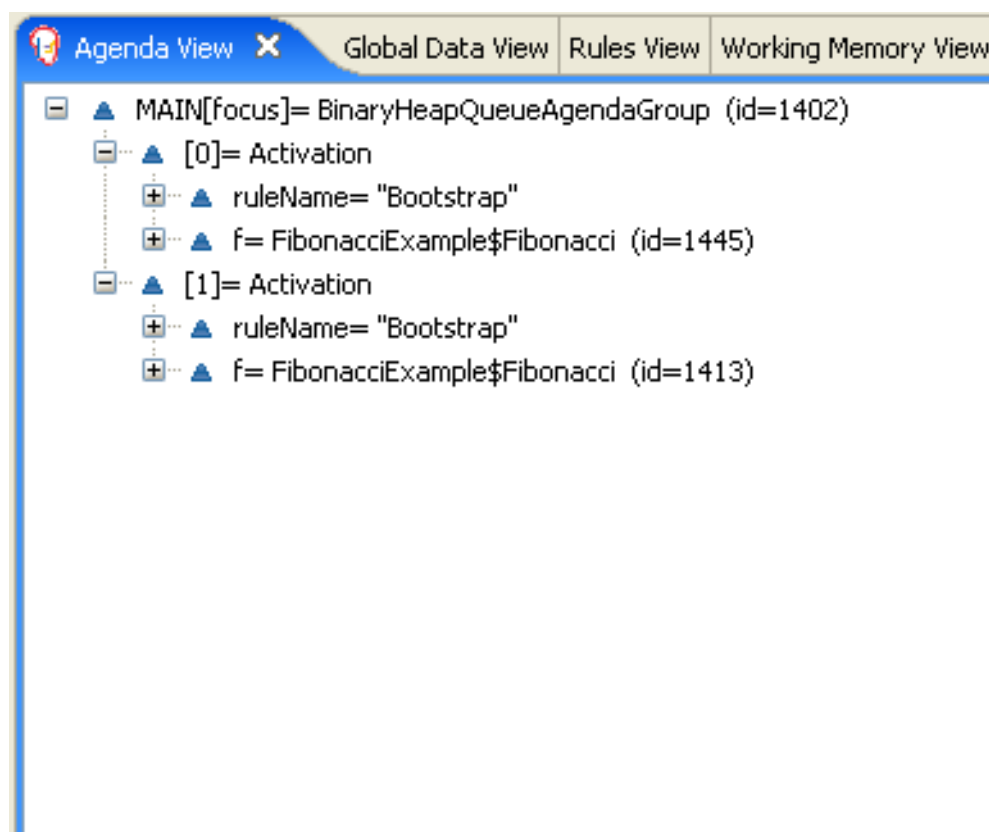 Agenda View Global Data View Rules View Working Memory View
MAIN[focus]= BinaryHeapQueueAgendaGroup (id=1402)
[0]= Activation
ruleName= "Bootstrap"
f= FibonacciExample$Fibonacci (id=1445)
[1]= Activation
ruleName= "Bootstrap"
f= FibonacciExample$Fibonacci (id=1413)